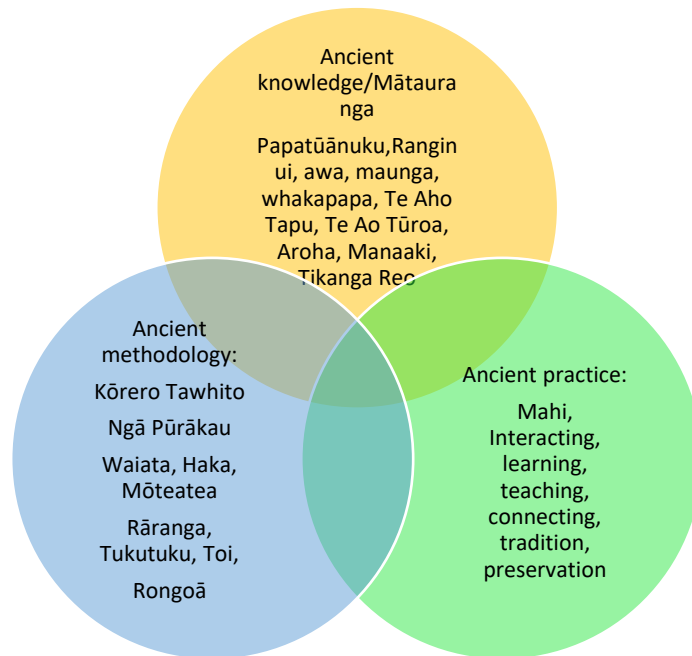 Ancient
knowledge/Mātaura
nga
Papatūānuku,Rangin
ui, awa, maunga,
whakapapa, Te Aho
Tapu, Te Ao Tūroa,
Aroha, Manaaki,
Tikanga Reo
Ancient
methodology:
Kōrero Tawhito
Ngā Pūrākau
Waiata, Haka,
Mōteatea
Rāranga,
Tukutuku, Toi,
Rongoā
Ancient practice:
Mahi,
Interacting,
learning,
teaching,
connecting,
tradition,
preservation